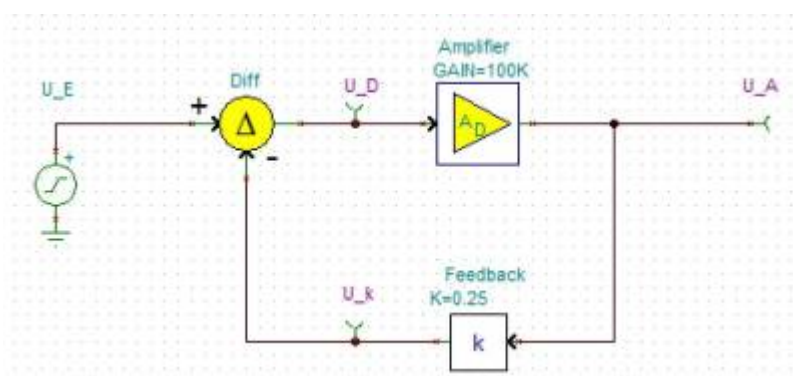 Amplifier
GAIN=100K
U_E
Diff
U_D
U_A
+
+
Δ
A_D
-
Feedback
K=0.25
U_k
k